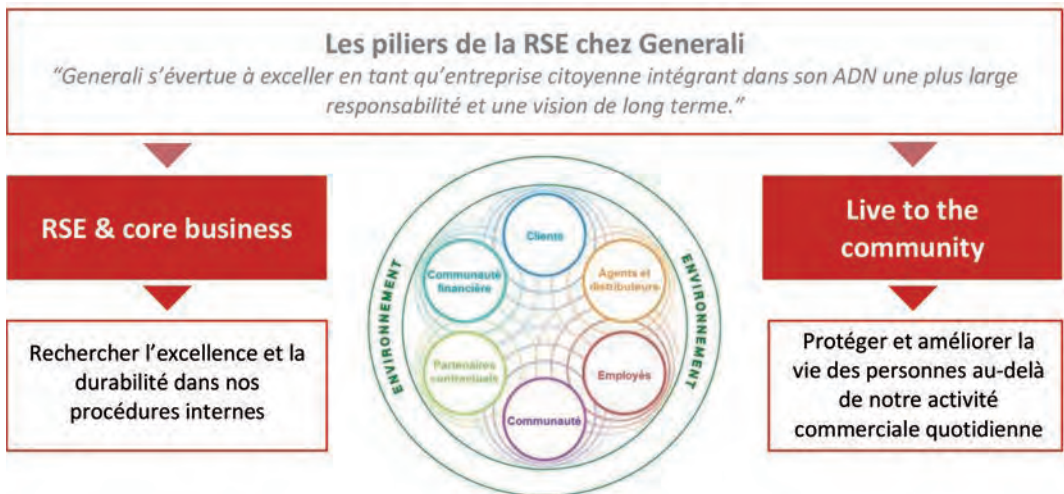 Les piliers de la RSE chez Generali
“Generali s’évertue à exceller en tant qu’entreprise citoyenne intégrant dans son ADN une plus large
responsabilité et une vision de long terme.”
RSE & core business
Rechercher l’excellence et la
durabilité dans nos
procédures internes
ENVIRONNEMENT
Clients
Communauté
financière
Agents et
distributeurs
Partenaires
contractuels
Employés
Communauté
ENVIRONNEMENT
Live to the
community
Protéger et améliorer la
vie des personnes au-delà
de notre activité
commerciale quotidienne